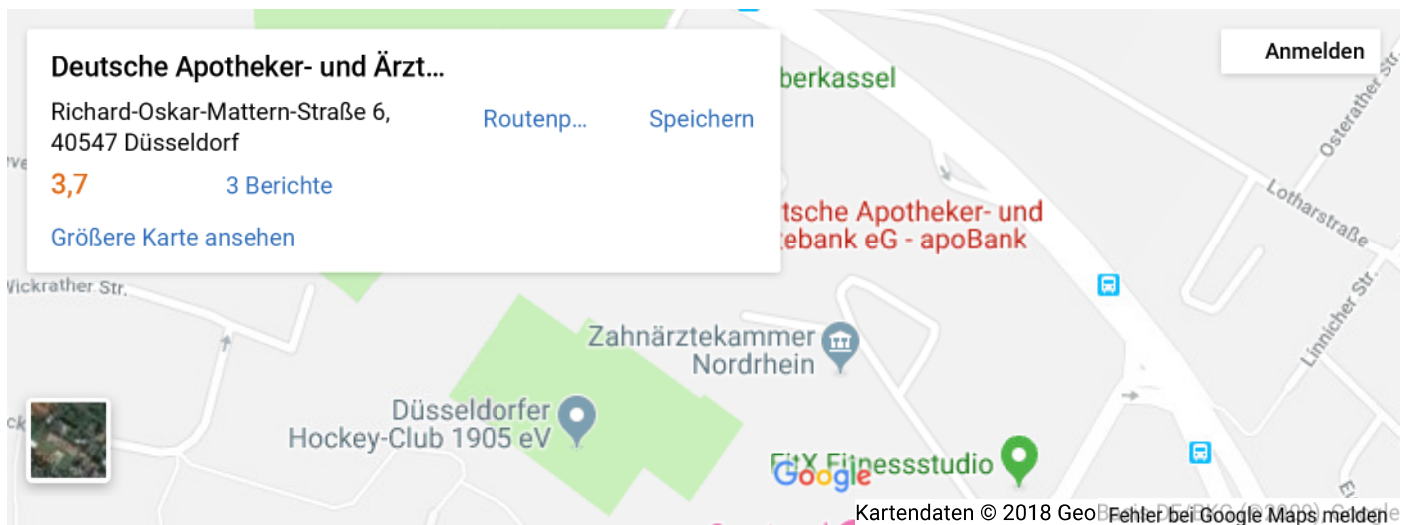 Deutsche Apotheker- und Ärzt...
Richard-Oskar-Mattern-Straße 6,
40547 Düsseldorf
Routenp...
Speichern
3,7
3 Berichte
Größere Karte ansehen
Anmelden
berkassel
Osterather Str.
Lotharstraße
tsche Apotheker- und
ebank eG - apoBank
Wickrather Str.
Linnicher Str.
Zahnärztekammer
Nordrhein
Düsseldorfer
Hockey-Club 1905 eV
FitX Fitnessstudio
Google
Kartendaten © 2018 Geo
Fehler bei Google Maps melden